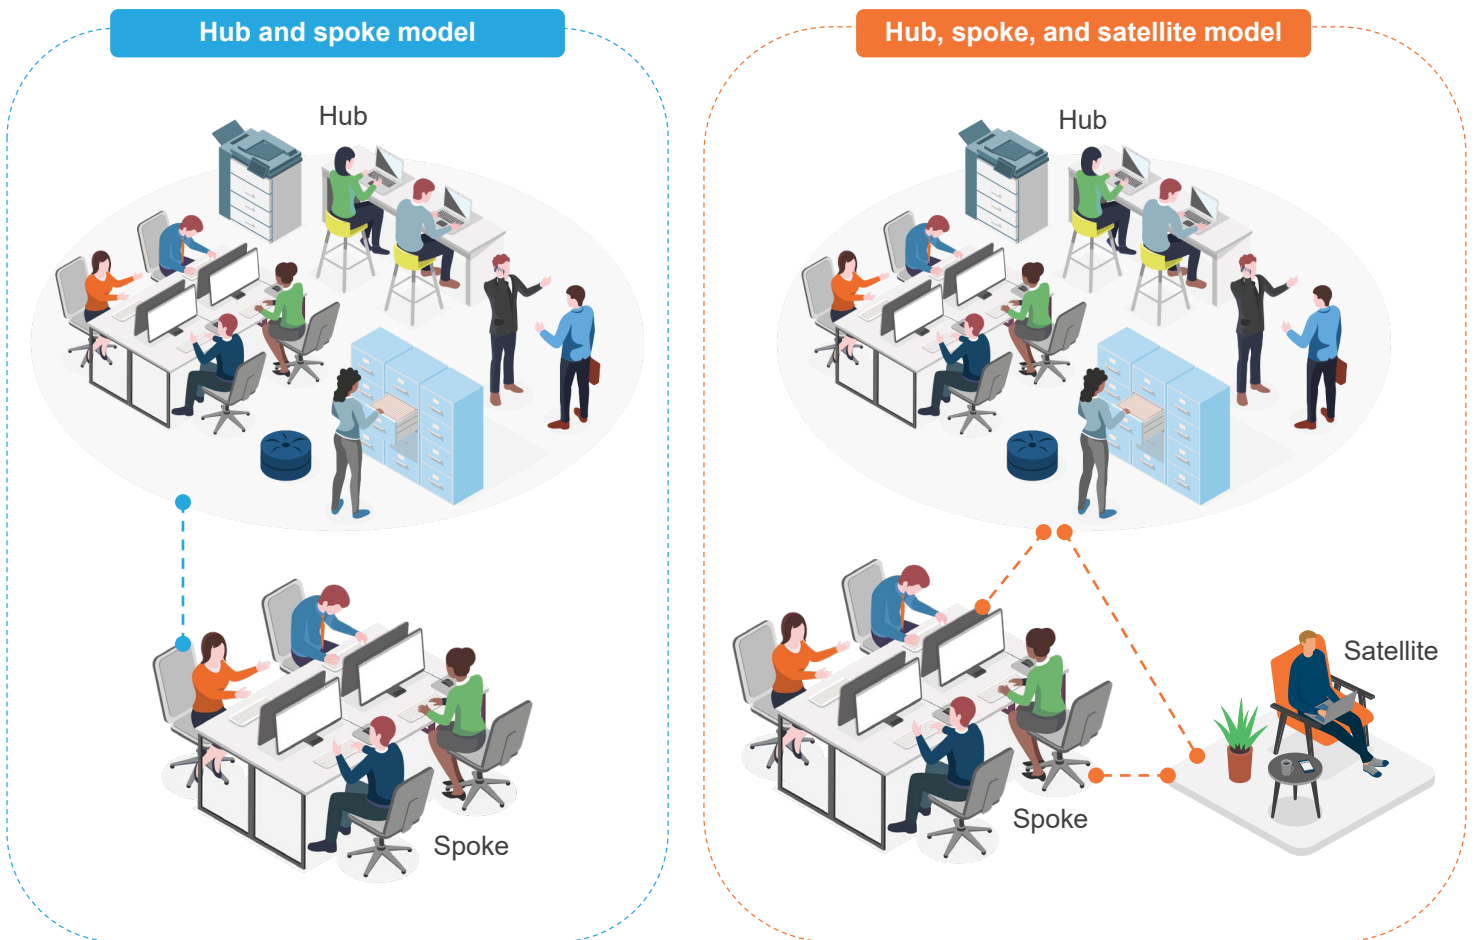 Hub and spoke model
Hub
Spoke
Hub, spoke, and satellite model
Hub
Satellite
Spoke